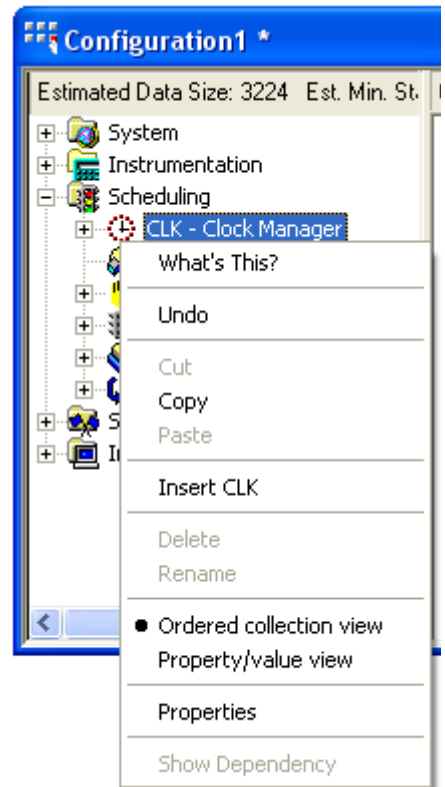 Configuration1 *
Estimated Data Size: 3224 Est. Min. St
System
Instrumentation
Scheduling
CLK - Clock Manager
What's This?
Undo
Cut
Copy
Paste
Insert CLK
Delete
Rename
Ordered collection view
Property/value view
Properties
Show Dependency